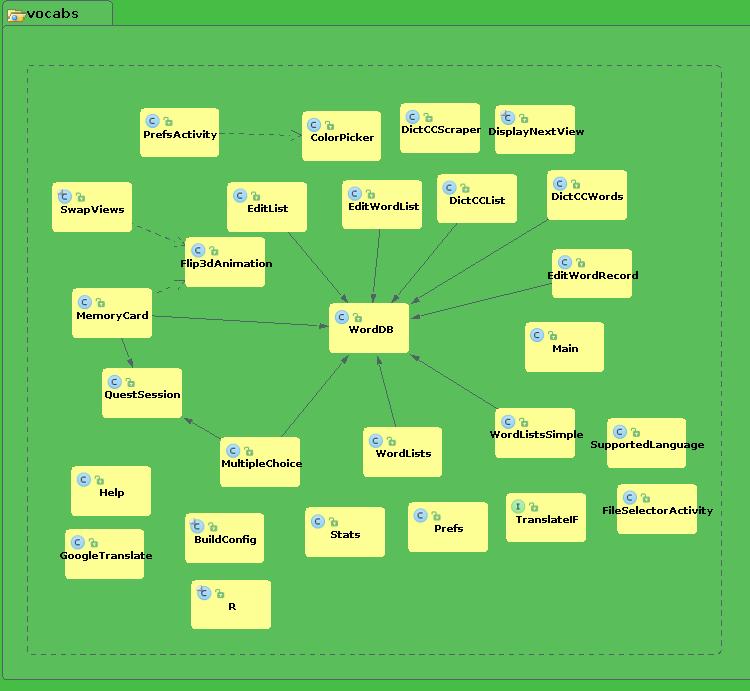 vocabs
PrefsActivity
ColorPicker
DictCCScraper
DisplayNextView
SwapViews
EditList
EditWordList
DictCCList
DictCCWords
Flip3dAnimation
EditWordRecord
MemoryCard
WordDB
Main
QuestSession
MultipleChoice
WordLists
WordListsSimple
SupportedLanguage
Help
GoogleTranslate
BuildConfig
Stats
Prefs
TranslateIF
FileSelectorActivity
R